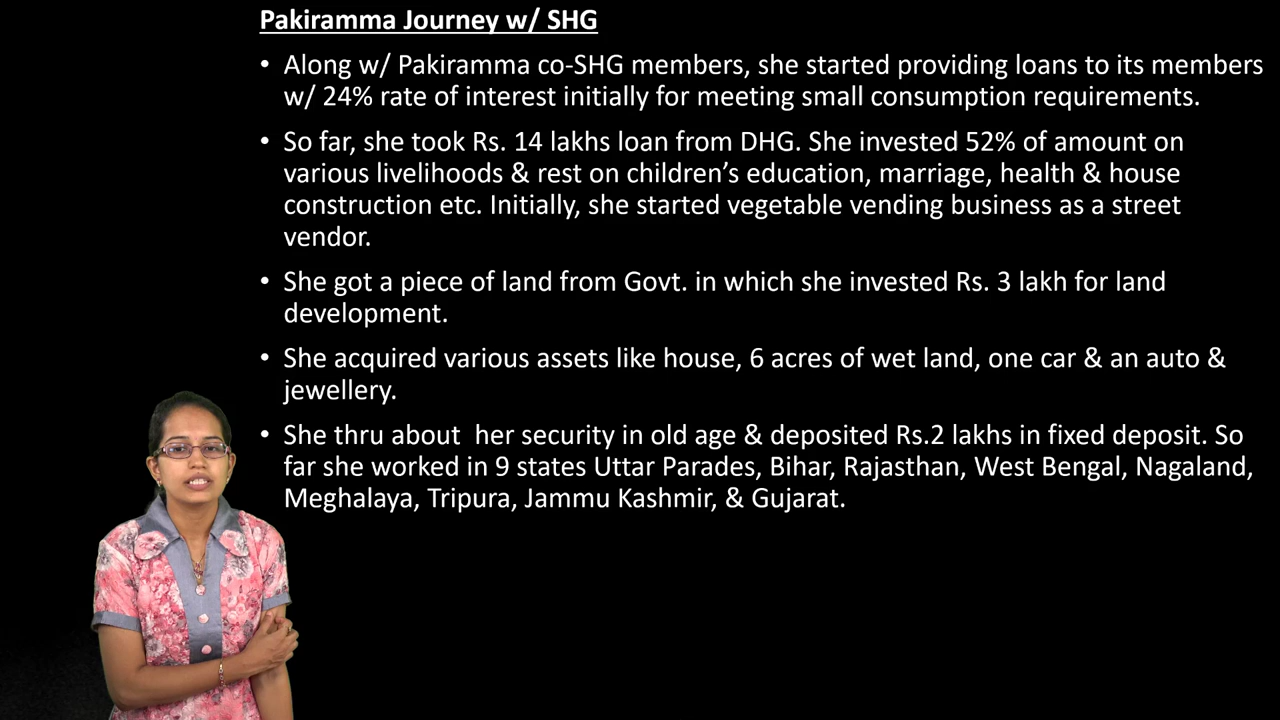 Pakiramma Journey w/ SHG
• Along w/ Pakiramma co-SHG members, she started providing loans to its members
w/ 24% rate of interest initially for meeting small consumption requirements.
• So far, she took Rs. 14 lakhs loan from DHG. She invested 52% of amount on
various livelihoods & rest on children’s education, marriage, health & house
construction etc. Initially, she started vegetable vending business as a street
vendor.
• She got a piece of land from Govt. in which she invested Rs. 3 lakh for land
development.
• She acquired various assets like house, 6 acres of wet land, one car & an auto &
jewellery.
• She thru about  her security in old age & deposited Rs.2 lakhs in fixed deposit. So
far she worked in 9 states Uttar Parades, Bihar, Rajasthan, West Bengal, Nagaland,
Meghalaya, Tripura, Jammu Kashmir, & Gujarat.